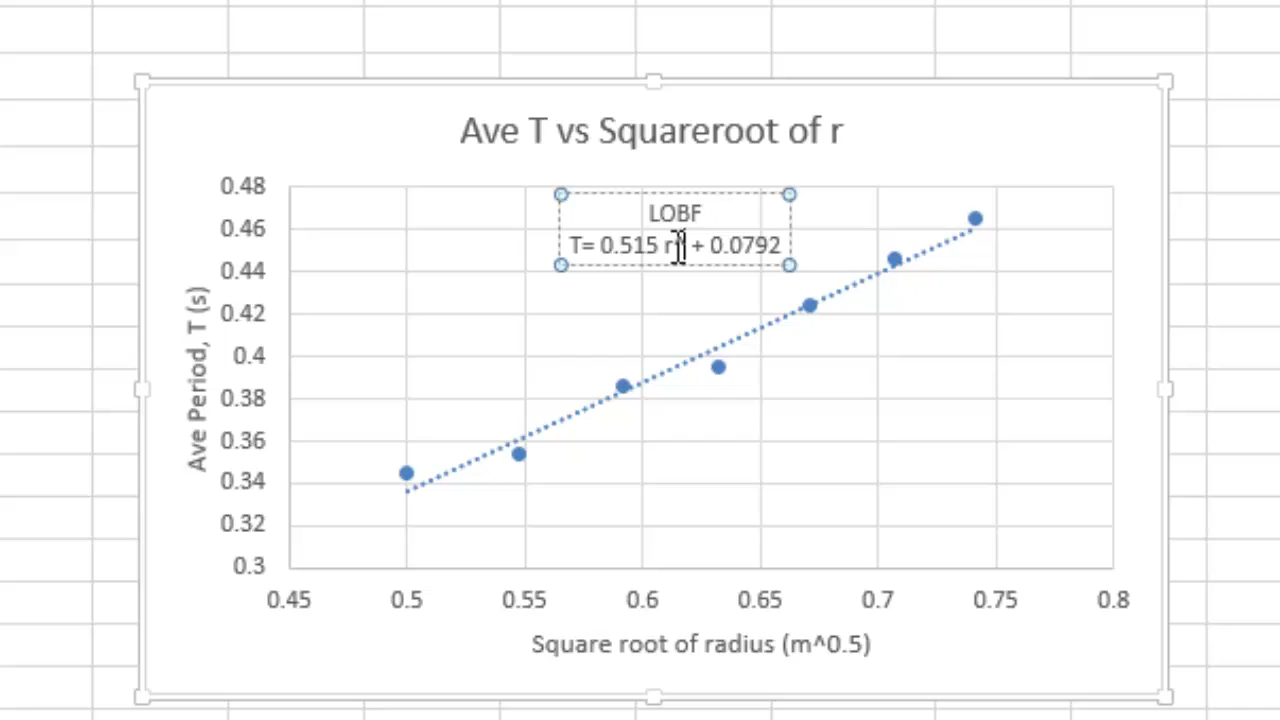 Ave T vs Squareroot of r
LOBF
T= 0.515 r + 0.0792
0.48
0.46
0.44
0.42
0.4
0.38
0.36
0.34
0.32
0.3
Ave Period, T (s)
0.45 0.5 0.55 0.6 0.65 0.7 0.75 0.8
Square root of radius (m^0.5)